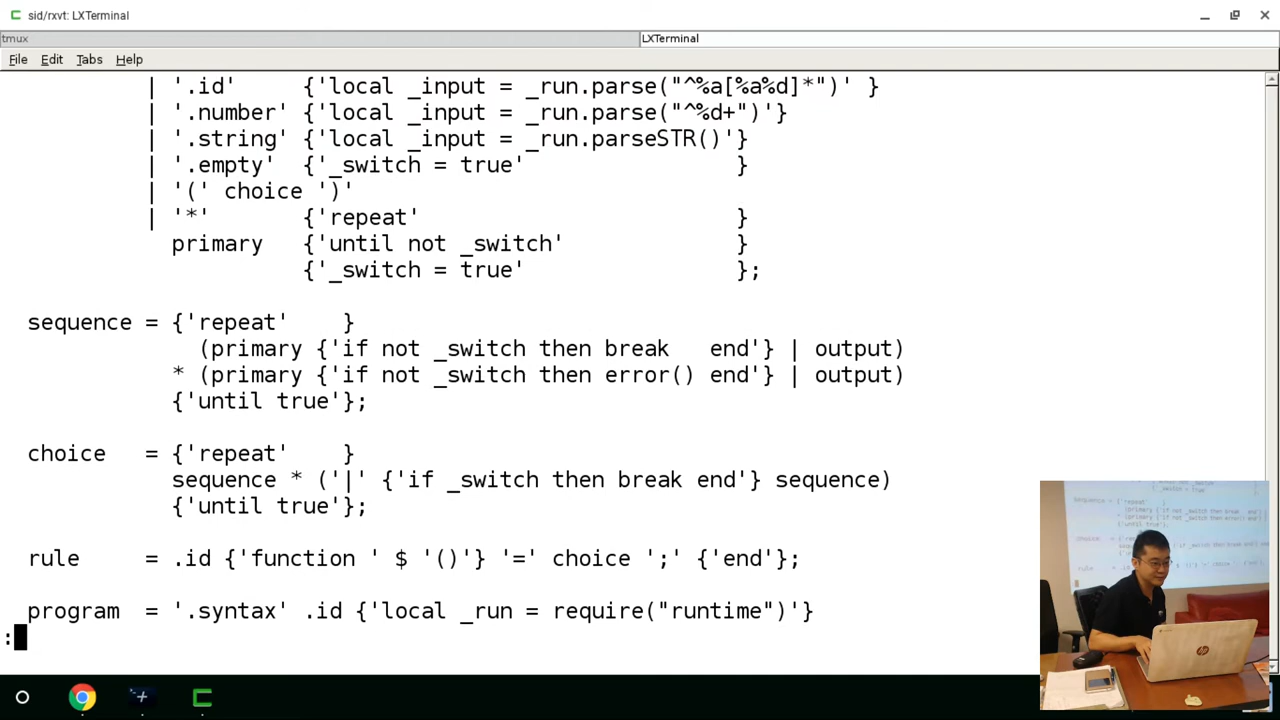 sid/rxvt: LXTerminal
tmux
LXTerminal
File Edit Tabs Help
| '.id' {'local _input = _run.parse("^%a[%a%d]*")' }
| '.number' {'local _input = _run.parse("^%d+")'}
| '.string' {'local _input = _run.parseSTR()'}
| '.empty' {'_switch = true' }
| '(' choice ')'
| '*' {'repeat' }
primary {'until not _switch' }
{'_switch = true' };
sequence = {'repeat' }
(primary {'if not _switch then break end'} | output)
* (primary {'if not _switch then error() end'} | output)
{'until true'};
choice = {'repeat' }
sequence * ('|' {'if _switch then break end'} sequence)
{'until true'};
rule = .id {'function ' $ '()'} '=' choice ';' {'end'};
program = '.syntax' .id {'local _run = require("runtime")'}
: